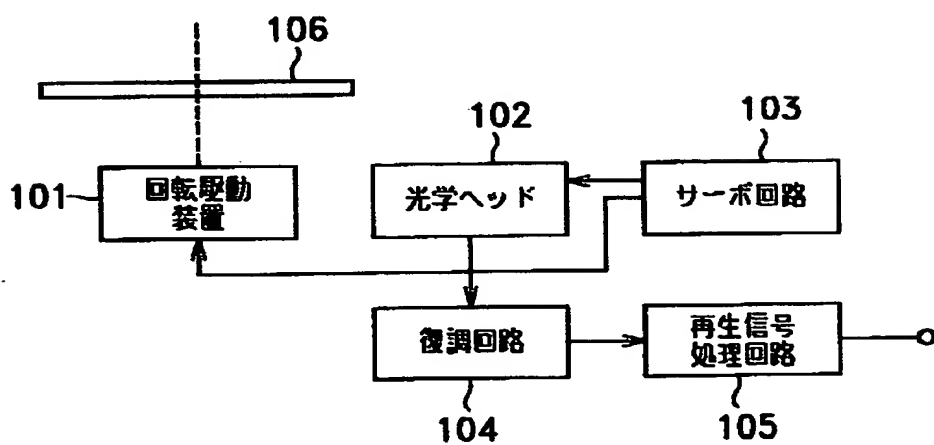 106
102
103
101
回転駆動
装置
光学ヘッド
サーボ回路
復調回路
再生信号
処理回路
104
105